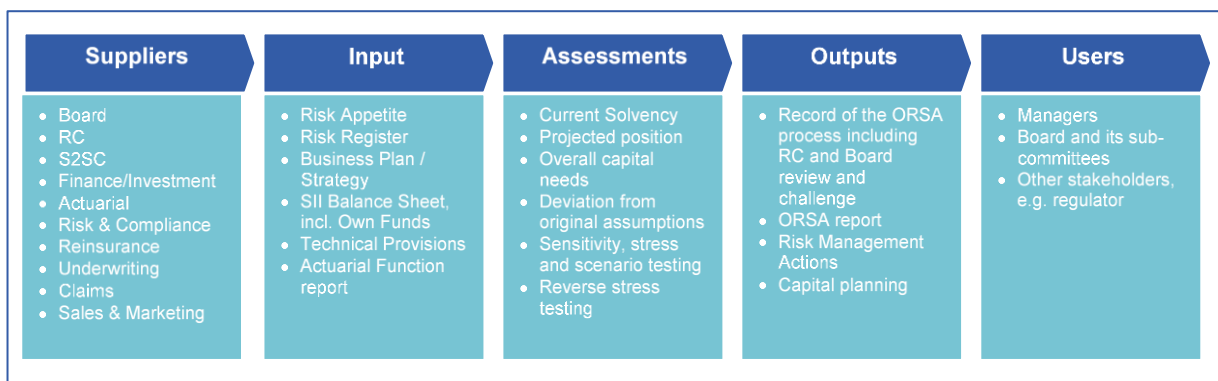 Suppliers
• Board
• RC
• S2SC
• Finance/Investment
• Actuarial
• Risk & Compliance
• Reinsurance
• Underwriting
• Claims
• Sales & Marketing
Input
• Risk Appetite
• Risk Register
• Business Plan /
Strategy
• SII Balance Sheet,
incl. Own Funds
• Technical Provisions
• Actuarial Function
report
Assessments
• Current Solvency
• Projected position
• Overall capital
needs
• Deviation from
original assumptions
• Sensitivity, stress
and scenario testing
• Reverse stress
testing
Outputs
• Record of the ORSA
process including
RC and Board
review and
challenge
• ORSA report
• Risk Management
Actions
• Capital planning
Users
• Managers
• Board and its sub-
committees
• Other stakeholders,
e.g. regulator